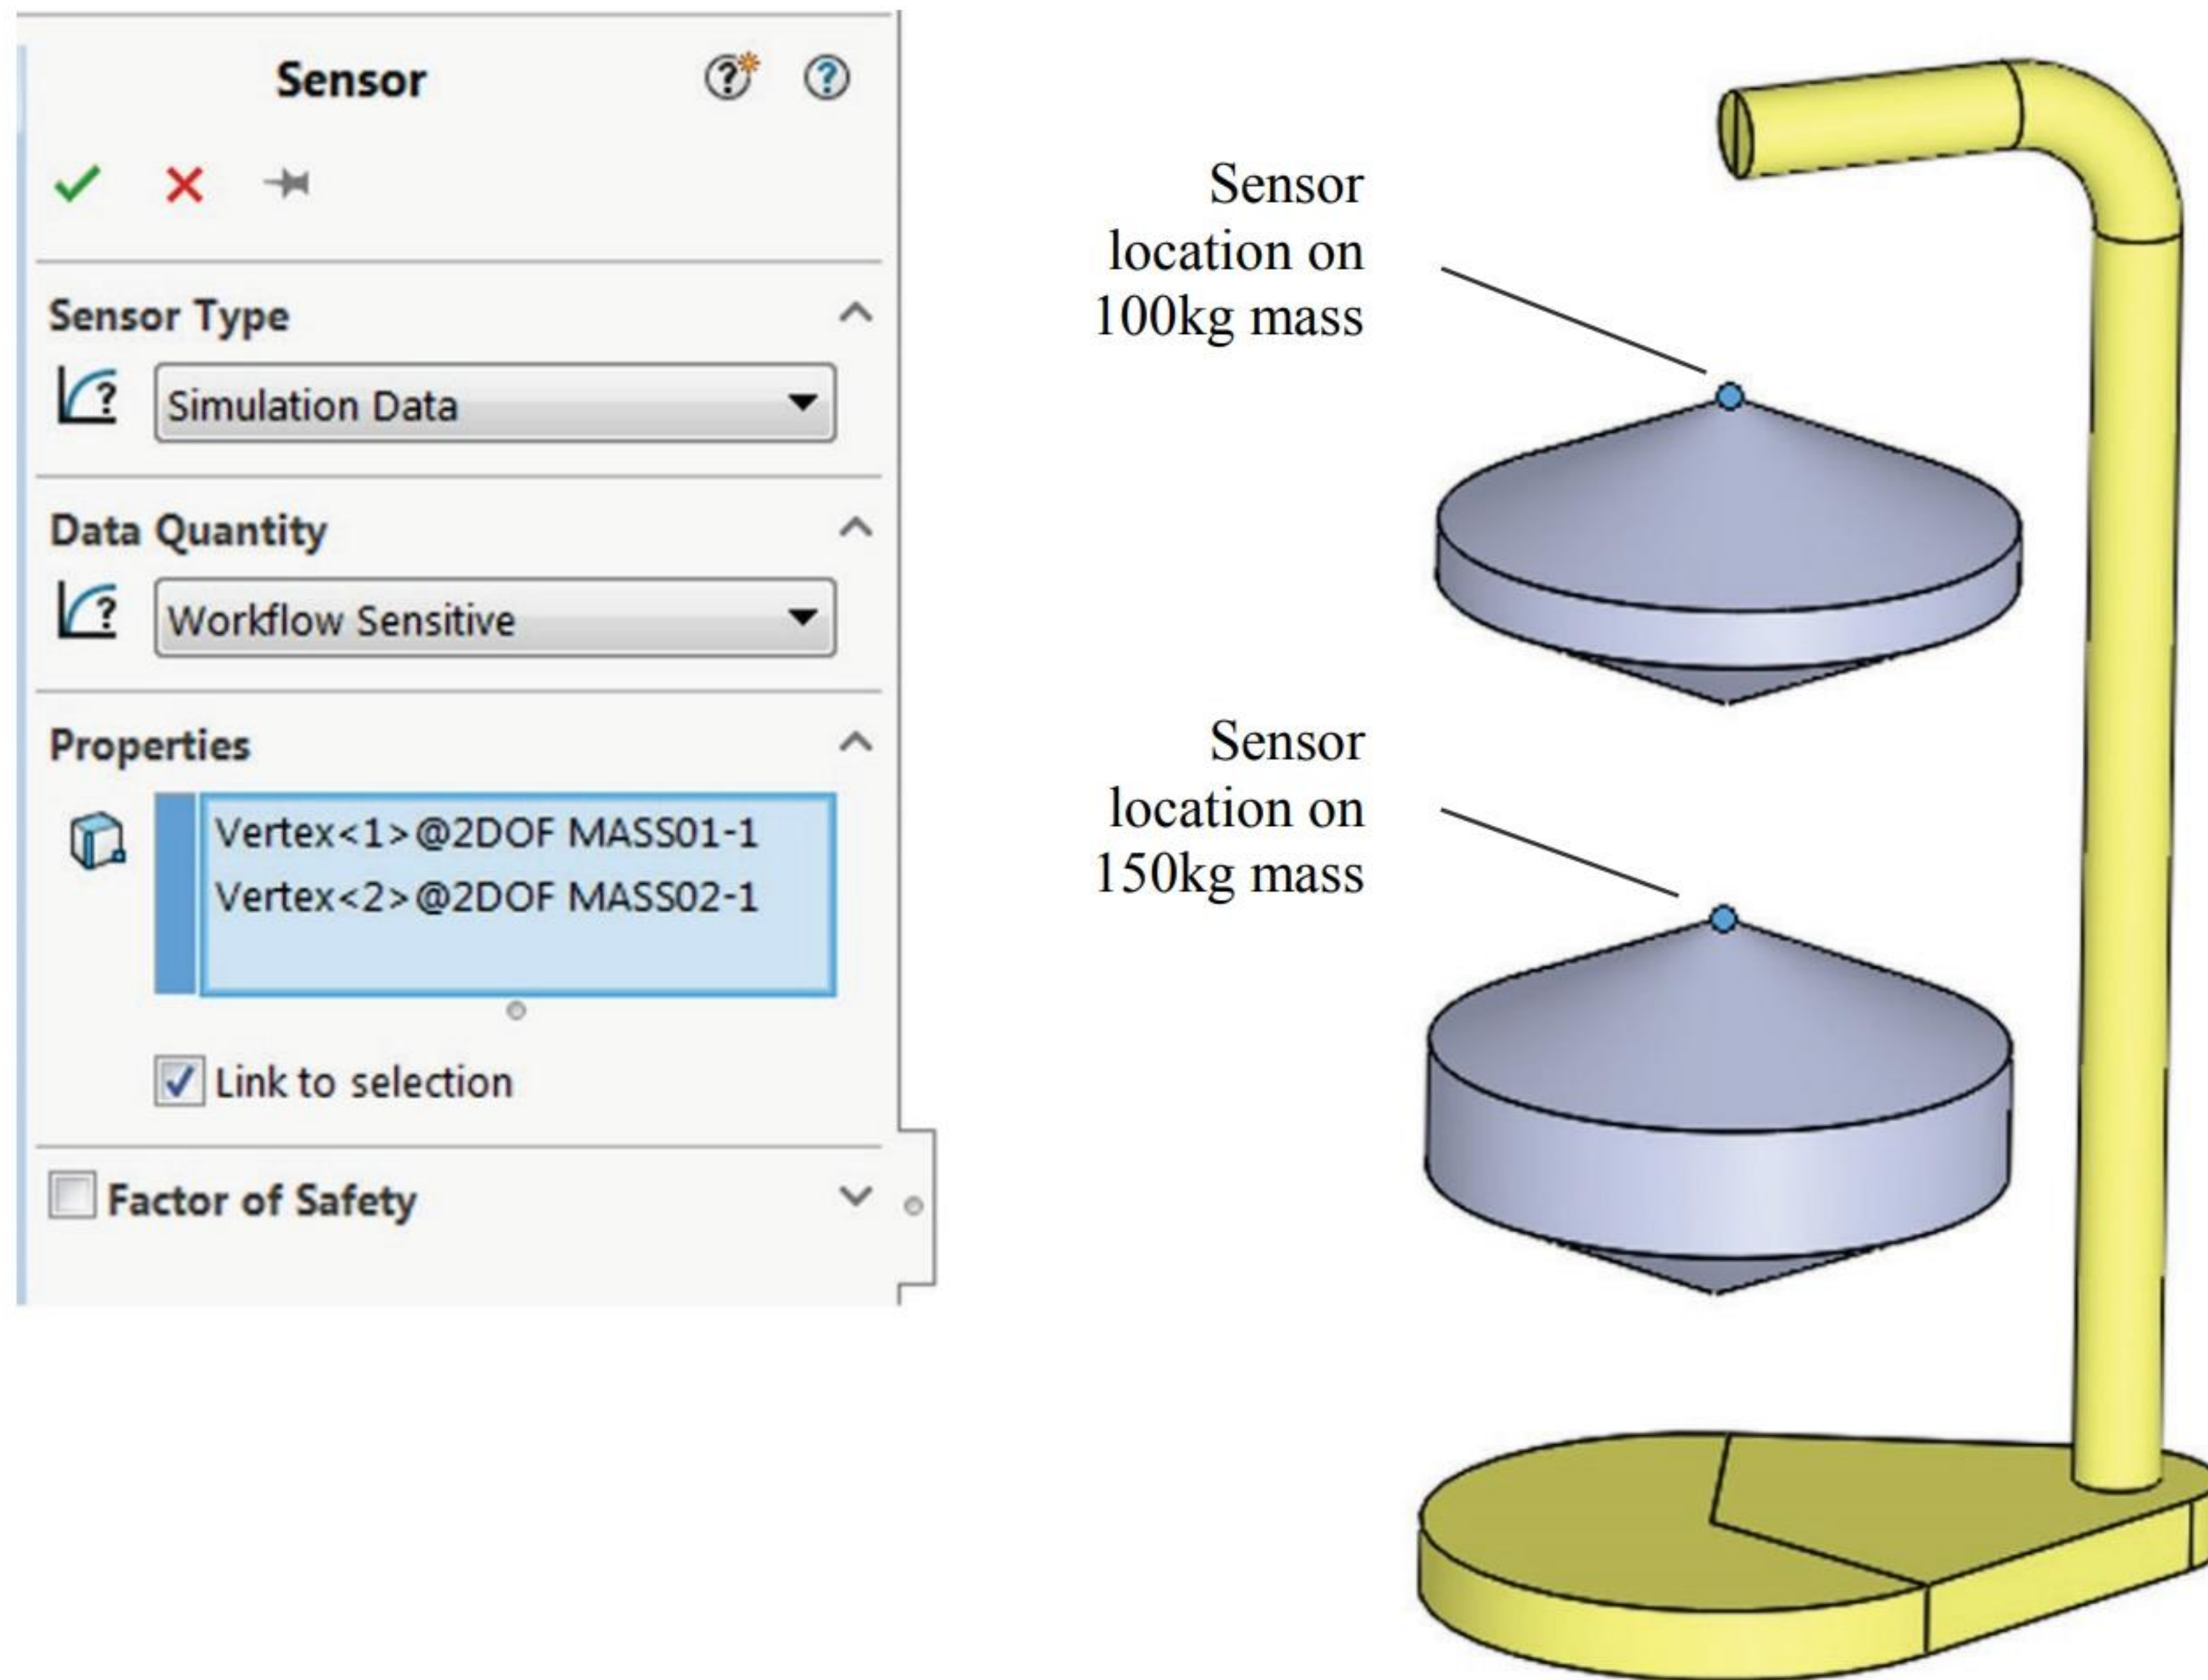 Sensor
Sensor Type
Simulation Data
Data Quantity
Workflow Sensitive
Properties
Vertex<1>@2DOF MASS01-1
Vertex<2>@2DOF MASS02-1
Link to selection
Factor of Safety
Sensor
location on
100kg mass
Sensor
location on
150kg mass